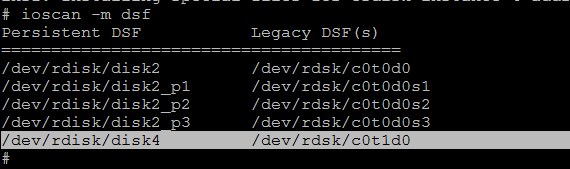 # ioscan -m dsf
Persistent DSF Legacy DSF(s)
========================================
/dev/rdisk/disk2 /dev/rdsk/c0t0d0
/dev/rdisk/disk2_p1 /dev/rdsk/c0t0d0s1
/dev/rdisk/disk2_p2 /dev/rdsk/c0t0d0s2
/dev/rdisk/disk2_p3 /dev/rdsk/c0t0d0s3
/dev/rdisk/disk4 /dev/rdsk/c0t1d0
#